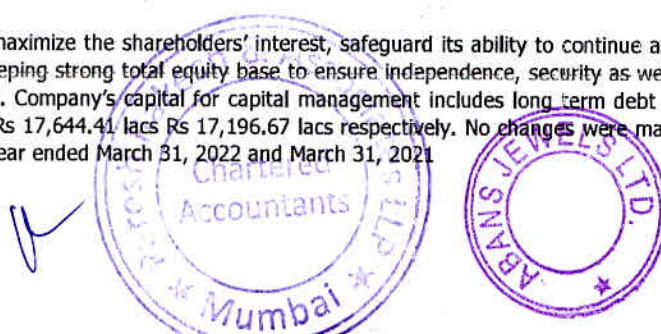 maximize the shareholders' interest, safeguard its ability to continue a
eping strong total equity base to ensure independence, security as we
. Company's capital for capital management includes long term debt
Rs 17,644.41 lacs Rs 17,196.67 lacs respectively. No changes were ma
ear ended March 31, 2022 and March 31, 2021
Chartered
Accountants
LLP
★ Mumbai ★
ABANS JEWELS LTD.
★